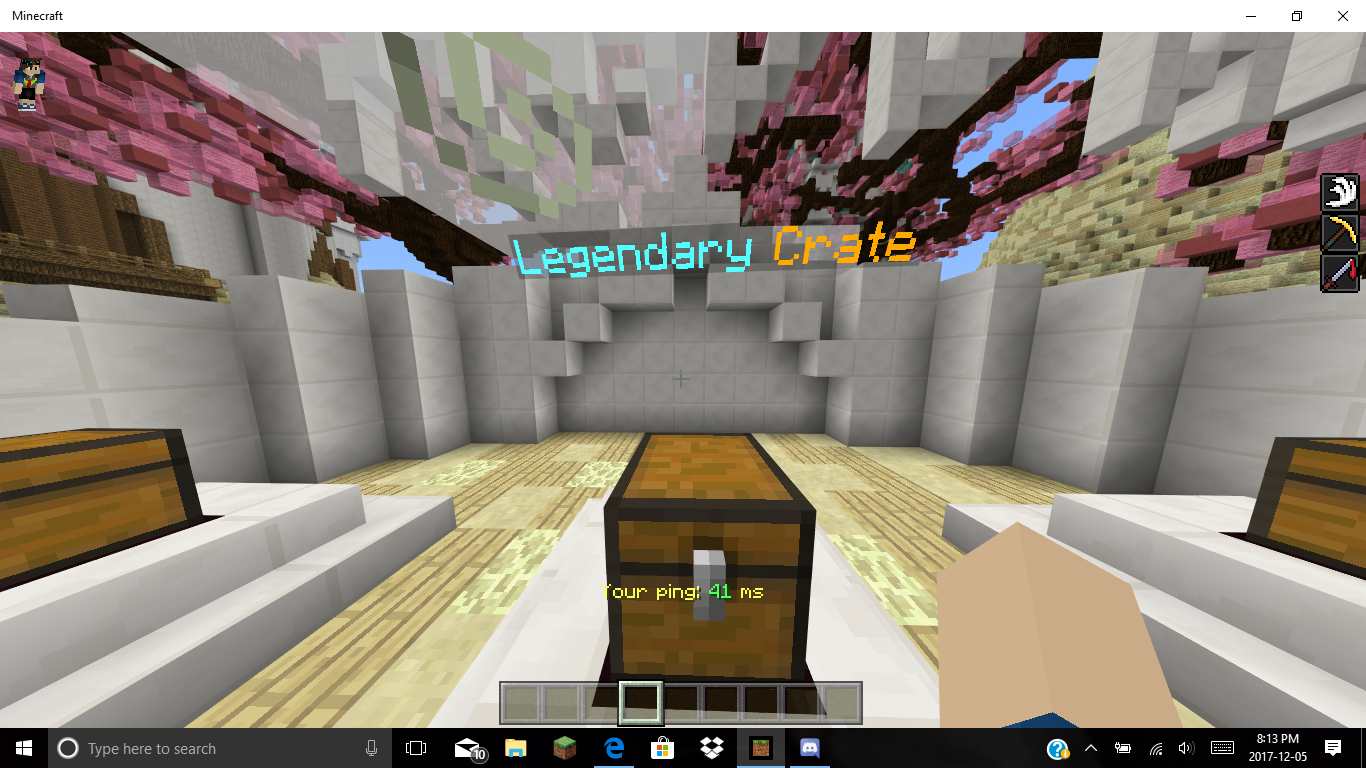 Minecraft
Legendary Crate
Your ping: 41 ms
Type here to search
10
8:13 PM
2017-12-05